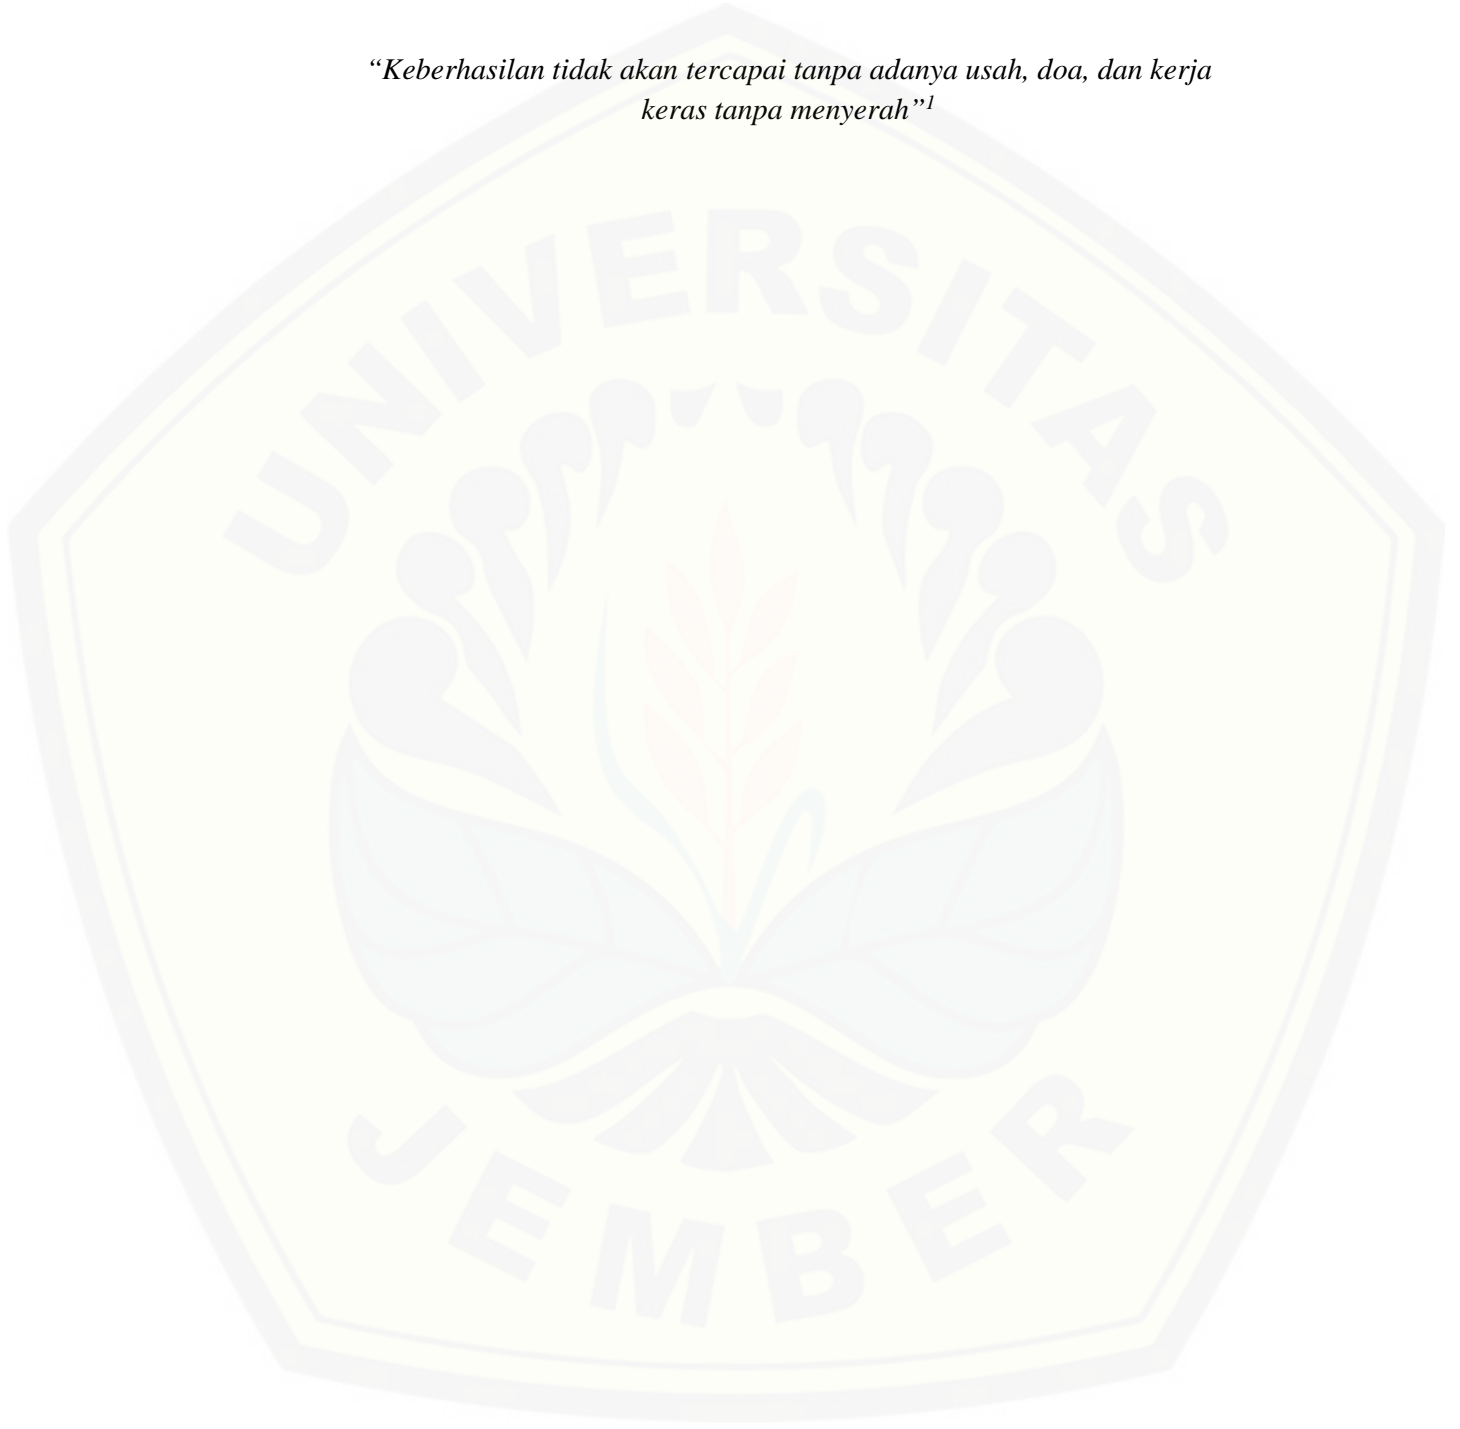 “Keberhasilan tidak akan tercapai tanpa adanya usah, doa, dan kerja
keras tanpa menyerah”1
UNIVERSITAS
JEMBER